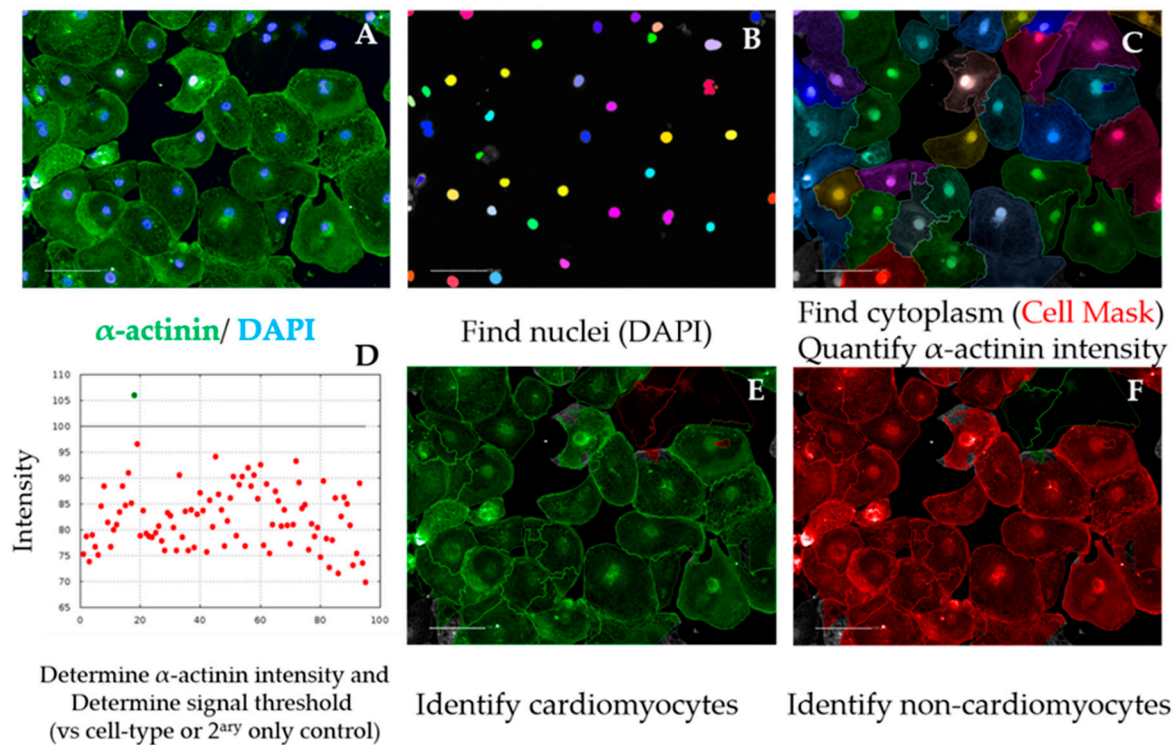 A
B
C
α-actinin/ DAPI
Find nuclei (DAPI)
Find cytoplasm (Cell Mask)
Quantify α-actinin intensity
D
110
105
100
95
90
85
80
75
70
65
0
20
40
60
80
100
Intensity
E
F
Determine α-actinin intensity and
Determine signal threshold
(vs cell-type or 2ary only control)
Identify cardiomyocytes
Identify non-cardiomyocytes